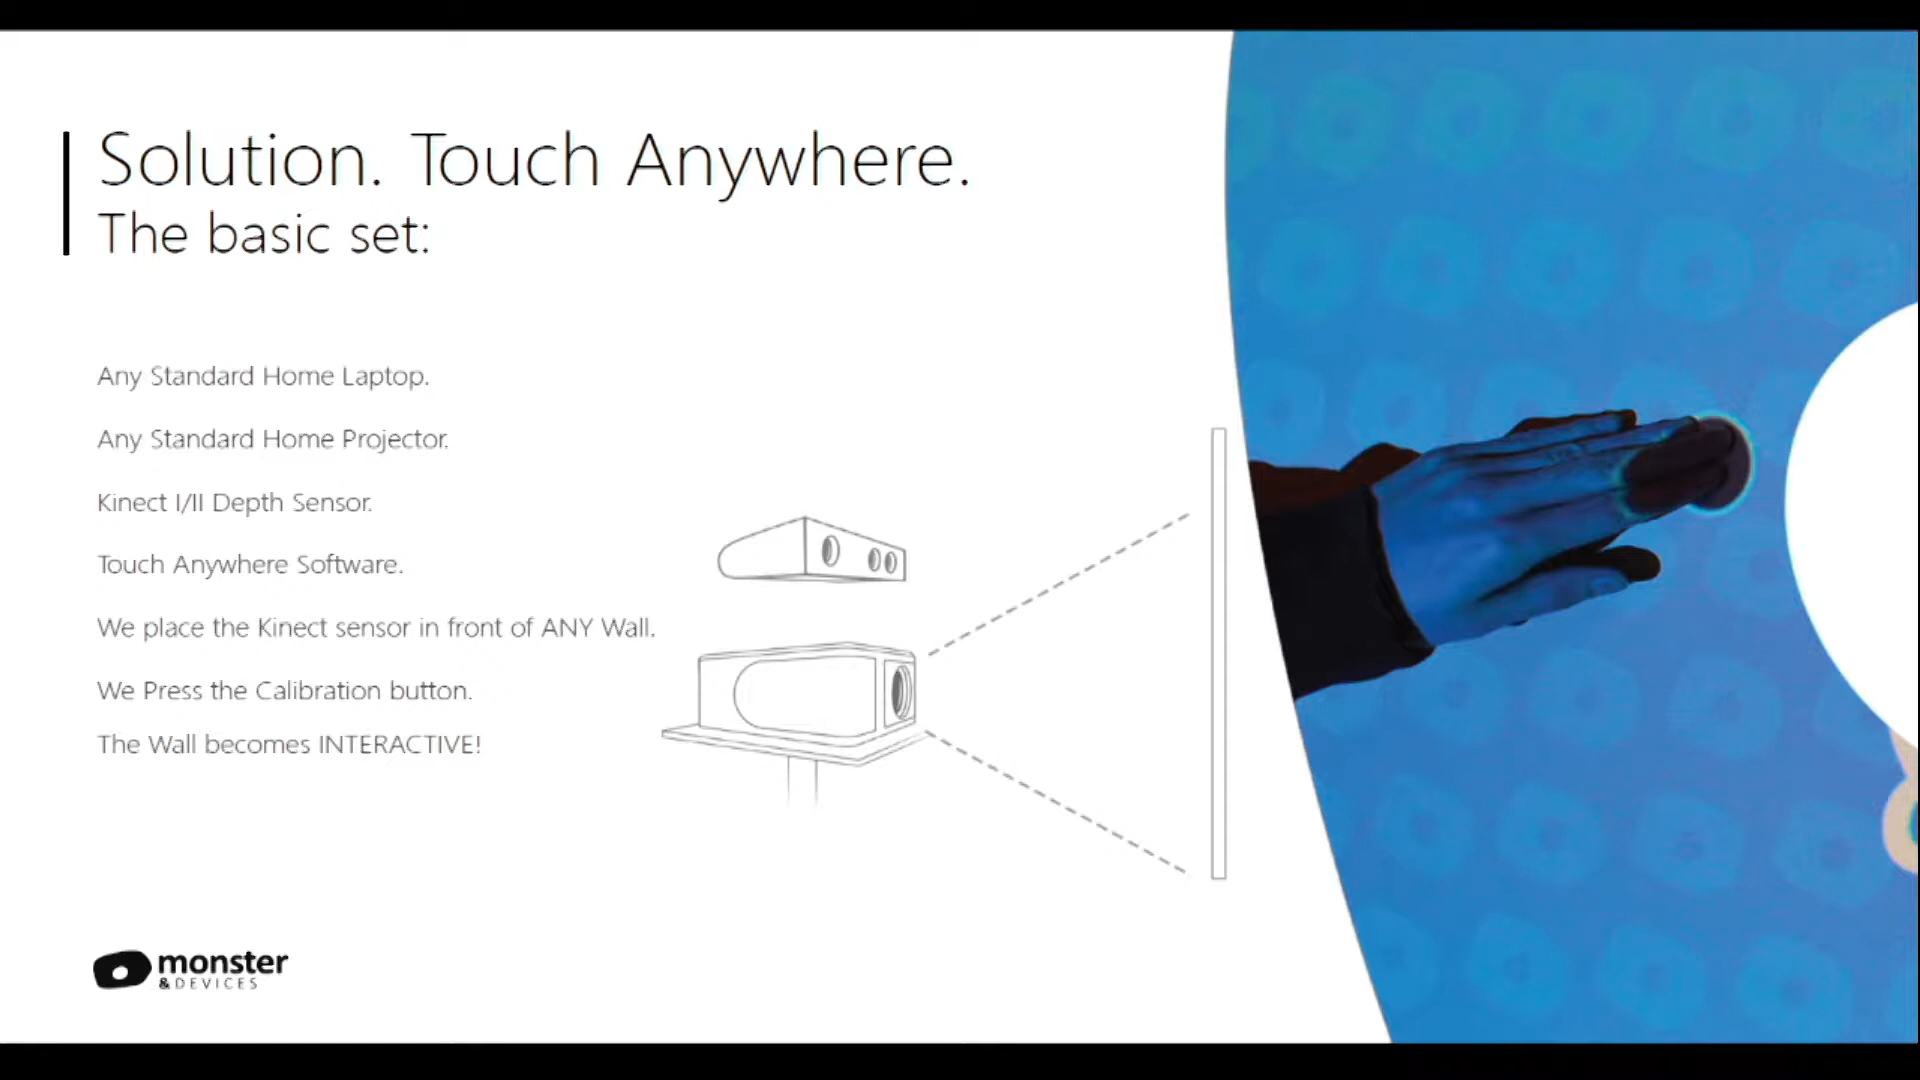 Solution. Touch Anywhere.
The basic set:
Any Standard Home Laptop.
Any Standard Home Projector.
Kinect I/II Depth Sensor.
Touch Anywhere Software.
We place the Kinect sensor in front of ANY Wall.
We Press the Calibration button.
The Wall becomes INTERACTIVE!
monster
&DEVICES